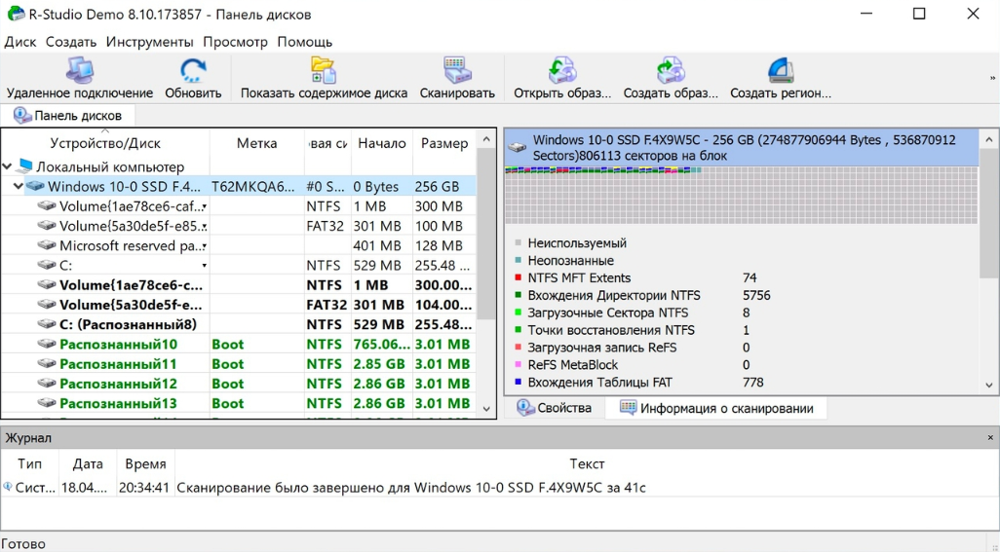 R-Studio Demo 8.10.173857 - Панель дисков
Диск Создать Инструменты Просмотр Помощь
Удаленное подключение Обновить Показать содержимое диска Сканировать Открыть образ... Создать образ... Создать регион... »
Панель дисков
Устройство/Диск Метка вая си Начало Размер
Локальный компьютер
Windows 10-0 SSD F.4... T62MKQA6... #0 S... 0 Bytes 256 GB
Volume{1ae78ce6-caf... NTFS 1 MB 300 MB
Volume{5a30de5f-e85... FAT32 301 MB 100 MB
Microsoft reserved pa... 401 MB 128 MB
C: NTFS 529 MB 255.48 ...
Volume{1ae78ce6-c... NTFS 1 MB 300.00...
Volume{5a30de5f-e... FAT32 301 MB 104.00...
C: (Распознанный8) NTFS 529 MB 255.48...
Распознанный10 Boot NTFS 765.06... 3.01 MB
Распознанный11 Boot NTFS 2.85 GB 3.01 MB
Распознанный12 Boot NTFS 2.86 GB 3.01 MB
Распознанный13 Boot NTFS 2.86 GB 3.01 MB
Windows 10-0 SSD F.4X9W5C - 256 GB (274877906944 Bytes , 536870912
Sectors)806113 секторов на блок
Неиспользуемый
Неопознанные
NTFS MFT Extents 74
Вхождения Директории NTFS 5756
Загрузочные Сектора NTFS 8
Точки восстановления NTFS 1
Загрузочная запись ReFS 0
ReFS MetaBlock 0
Вхождения Таблицы FAT 778
Свойства Информация о сканировании
Журнал
Тип Дата Время Текст
Сист... 18.04.... 20:34:41 Сканирование было завершено для Windows 10-0 SSD F.4X9W5C за 41с
Готово